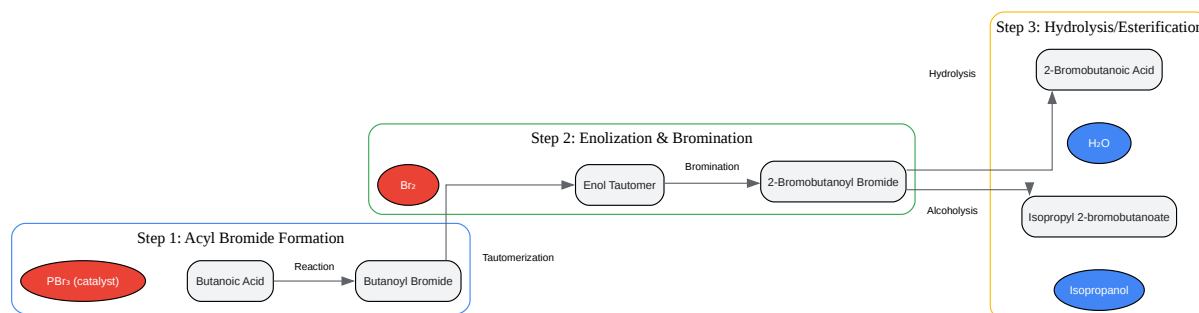 Step 3: Hydrolysis/Esterification
2-Bromobutanoic Acid
Hydrolysis
H₂O
Step 2: Enolization & Bromination
Br₂
Enol Tautomer
Bromination
2-Bromobutanoyl Bromide
Alcoholysis
Isopropyl 2-bromobutanoate
Step 1: Acyl Bromide Formation
PBr₃ (catalyst)
Butanoic Acid
Reaction
Butanoyl Bromide
Tautomerization
Isopropanol